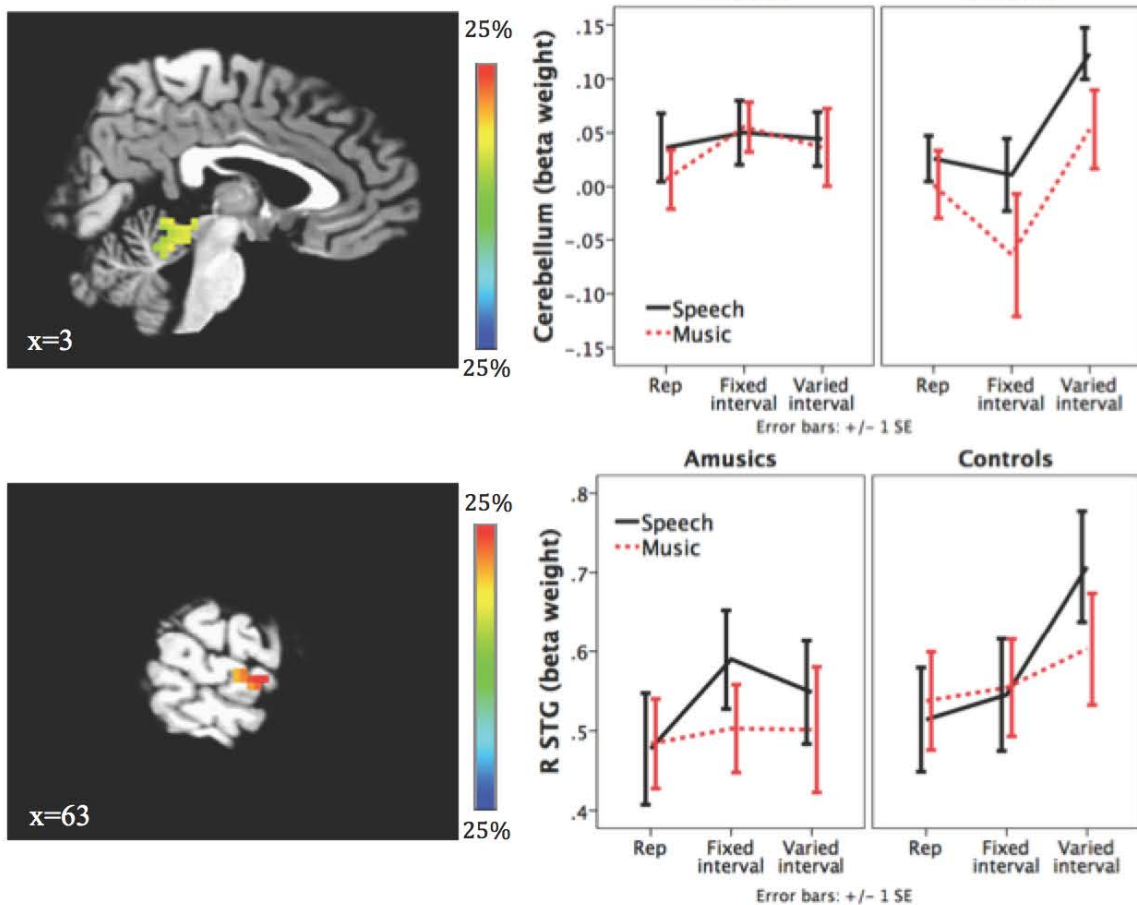 25%
25%
x=3
Cerebellum (beta weight)
.15
.10
.05
.00
-.05
-.10
-.15
Speech
Music
Rep
Fixed
interval
Varied
interval
Rep
Fixed
interval
Varied
interval
Error bars: +/- 1 SE
25%
25%
x=63
Amusics
Controls
R STG (beta weight)
.8
.7
.6
.5
.4
Speech
Music
Rep
Fixed
interval
Varied
interval
Rep
Fixed
interval
Varied
interval
Error bars: +/- 1 SE